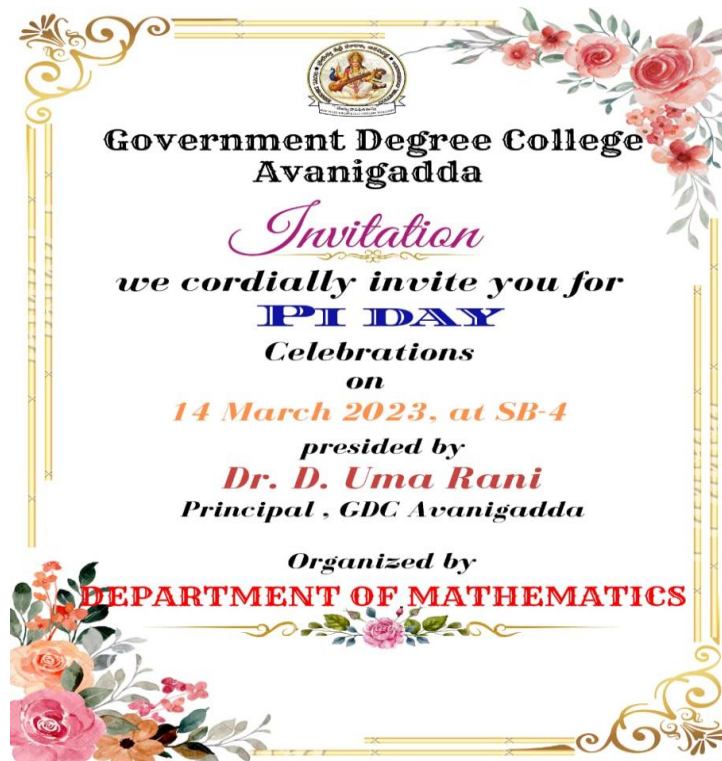 Government Degree College
Avanigadda
Invitation
we cordially invite you for
PI DAY
Celebrations
on
14 March 2023, at SB-4
presided by
Dr. D. Uma Rani
Principal , GDC Avanigadda
Organized by
DEPARTMENT OF MATHEMATICS